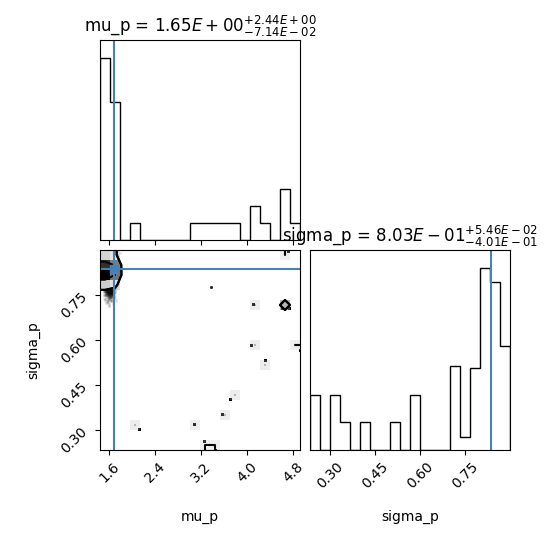 mu_p = 1.65E+00+2.44E+00 −7.14E−02
sigma_p = 8.03E−01+5.46E−02 −4.01E−01
0.75
0.60
0.45
0.30
sigma_p
1.6 2.4 3.2 4.0 4.8
0.30 0.45 0.60 0.75
mu_p
sigma_p